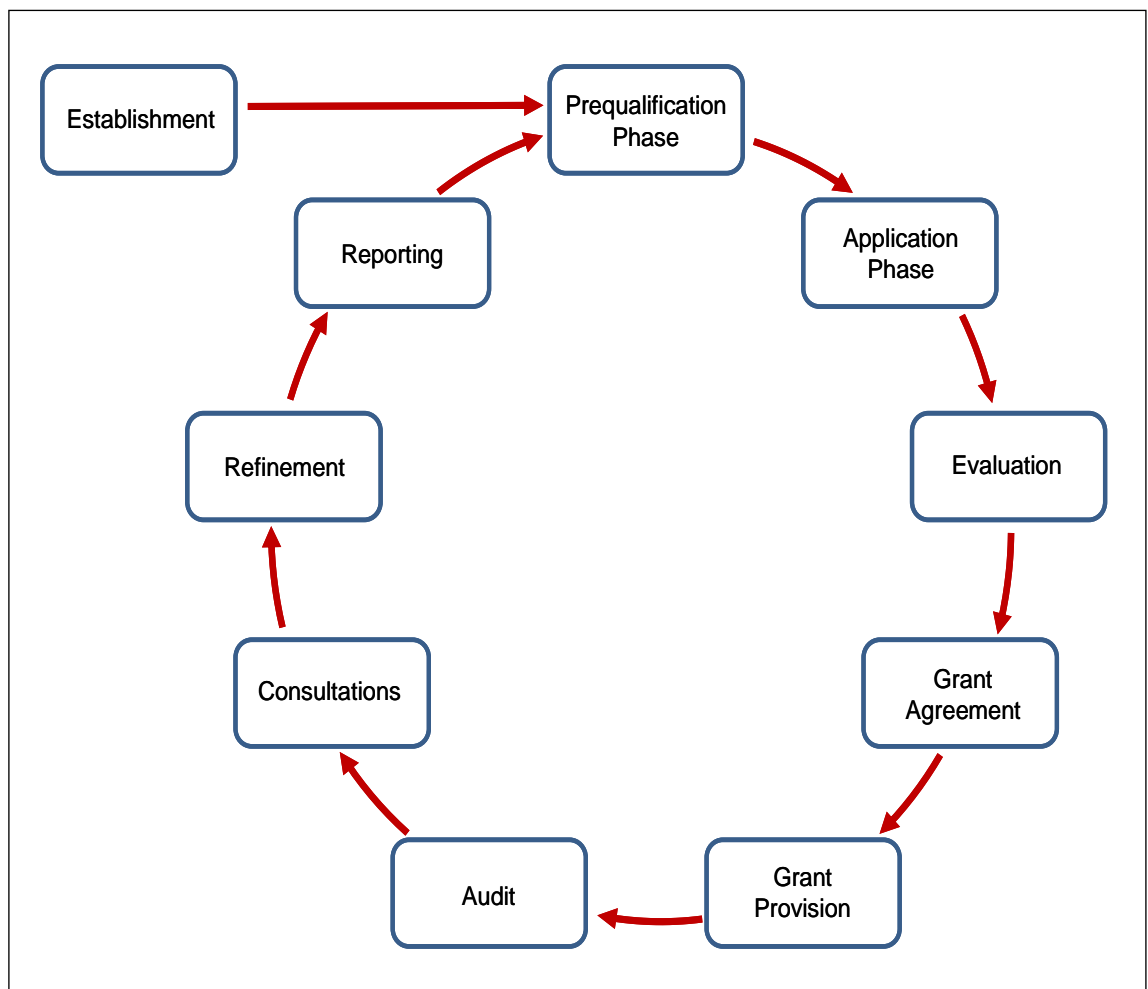 Establishment
Prequalification
Phase
Application
Phase
Evaluation
Grant
Agreement
Grant
Provision
Audit
Consultations
Refinement
Reporting